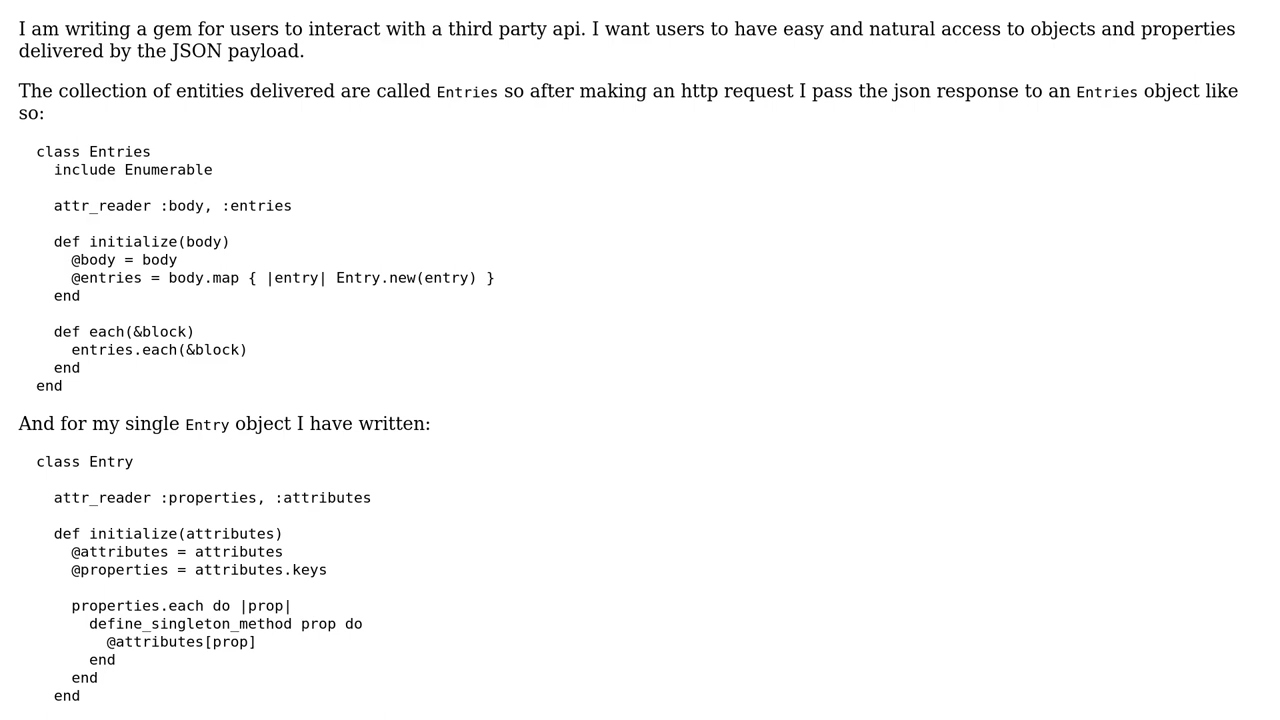 I am writing a gem for users to interact with a third party api. I want users to have easy and natural access to objects and properties
delivered by the JSON payload.
The collection of entities delivered are called Entries so after making an http request I pass the json response to an Entries object like
so:
class Entries
  include Enumerable

  attr_reader :body, :entries

  def initialize(body)
    @body = body
    @entries = body.map { |entry| Entry.new(entry) }
  end

  def each(&block)
    entries.each(&block)
  end
end
And for my single Entry object I have written:
class Entry

  attr_reader :properties, :attributes

  def initialize(attributes)
    @attributes = attributes
    @properties = attributes.keys

    properties.each do |prop|
      define_singleton_method prop do
        @attributes[prop]
      end
    end
  end